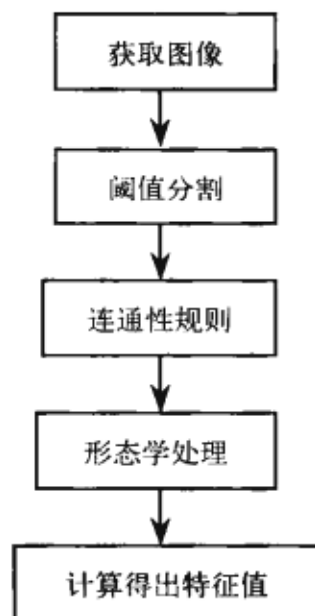 获取图像
阈值分割
连通性规则
形态学处理
计算得出特征值